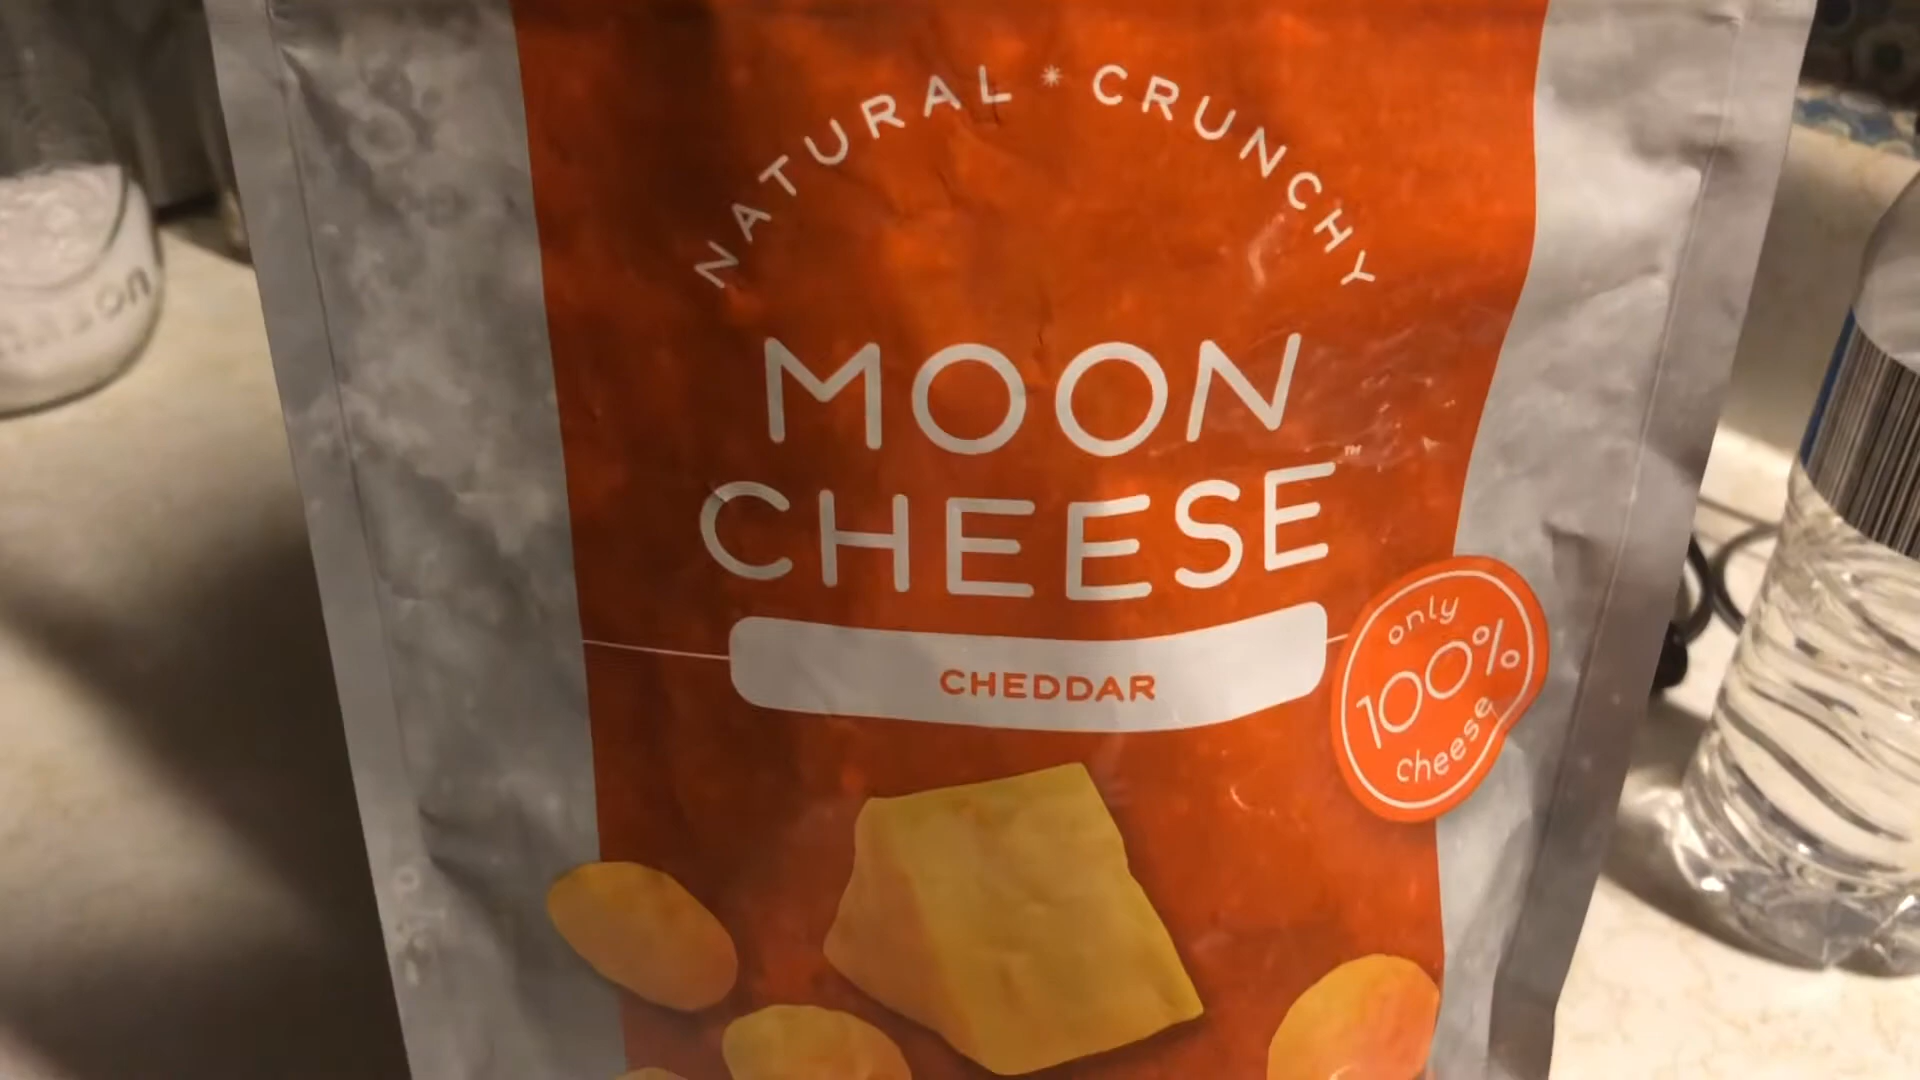 NATURAL * CRUNCHY
MOON
CHEESE™
CHEDDAR
only
100%
cheese